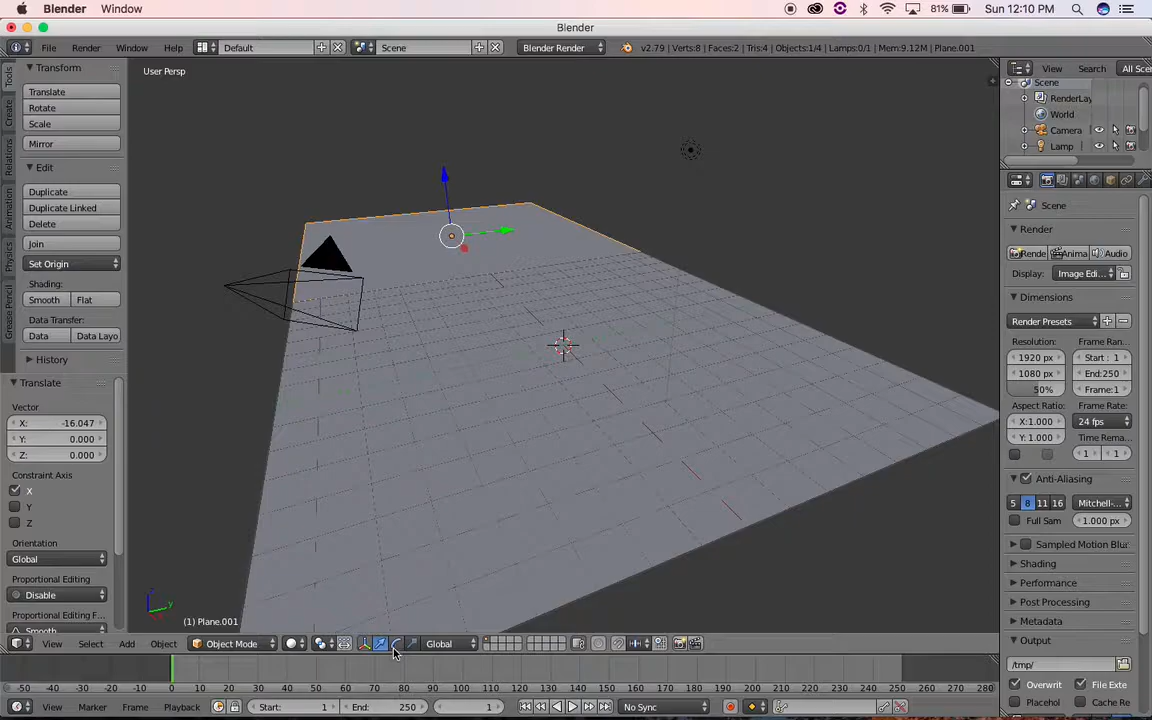 Blender Window 81% Sun 12:10 PM
Blender
File Render Window Help Default Scene Blender Render v2.79 | Verts:8 | Faces:2 | Tris:4 | Objects:1/4 | Lamps:0/1 | Mem:9.12M | Plane.001
Tools
Create
Relations
Animation
Physics
Grease Pencil
Transform
Translate
Rotate
Scale
Mirror
Edit
Duplicate
Duplicate Linked
Delete
Join
Set Origin
Shading:
Smooth Flat
Data Transfer:
Data Data Layo
History
Translate
Vector
X: -16.047
Y: 0.000
Z: 0.000
Constraint Axis
X
Y
Z
Orientation
Global
Proportional Editing
Disable
Proportional Editing F...
Smooth
User Persp
(1) Plane.001
View Select Add Object Object Mode Global
-50 -40 -30 -20 -10 0 10 20 30 40 50 60 70 80 90 100 110 120 130 140 150 160 170 180 190 200 210 220 230 240 250 260 270 280
View Marker Frame Playback Start: 1 End: 250 1 No Sync
View Search All Scen
Scene
RenderLay
World
Camera
Lamp
Scene
Render
Rende Anima Audio
Display: Image Edi...
Dimensions
Render Presets
Resolution: Frame Ran...
1920 px Start : 1
1080 px End:250
50% Frame:1
Aspect Ratio: Frame Rate:
X:1.000 24 fps
Y: 1.000 Time Rema...
1 1
Anti-Aliasing
5 8 11 16 Mitchell-...
Full Sam 1.000 px
Sampled Motion Blur
Shading
Performance
Post Processing
Metadata
Output
/tmp/
Overwrit File Exte
Placehol Cache Re